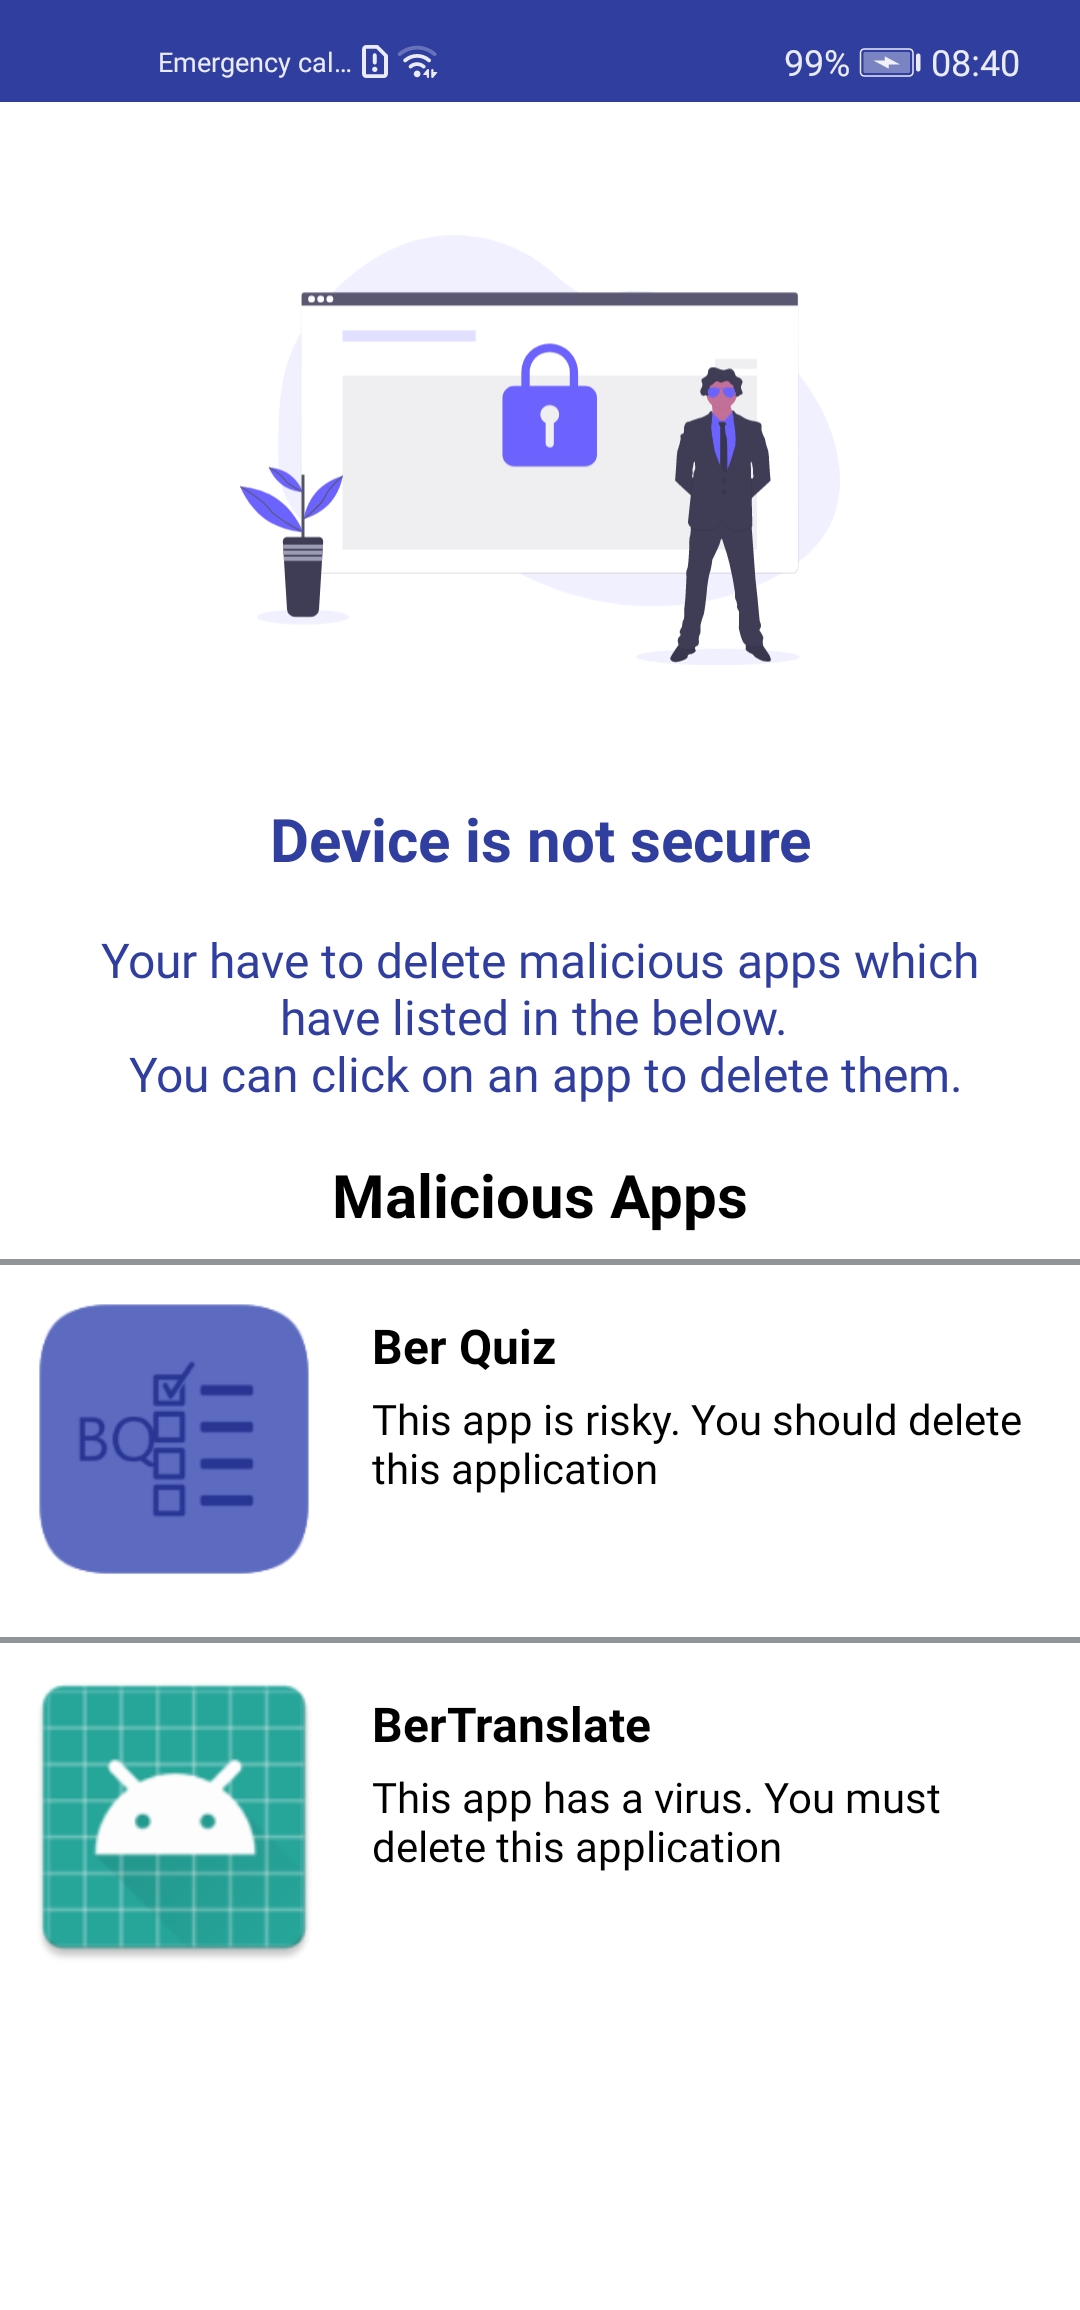 Emergency cal...
99%
08:40
Device is not secure
Your have to delete malicious apps which
have listed in the below.
You can click on an app to delete them.
Malicious Apps
BQ
Ber Quiz
This app is risky. You should delete
this application
BerTranslate
This app has a virus. You must
delete this application